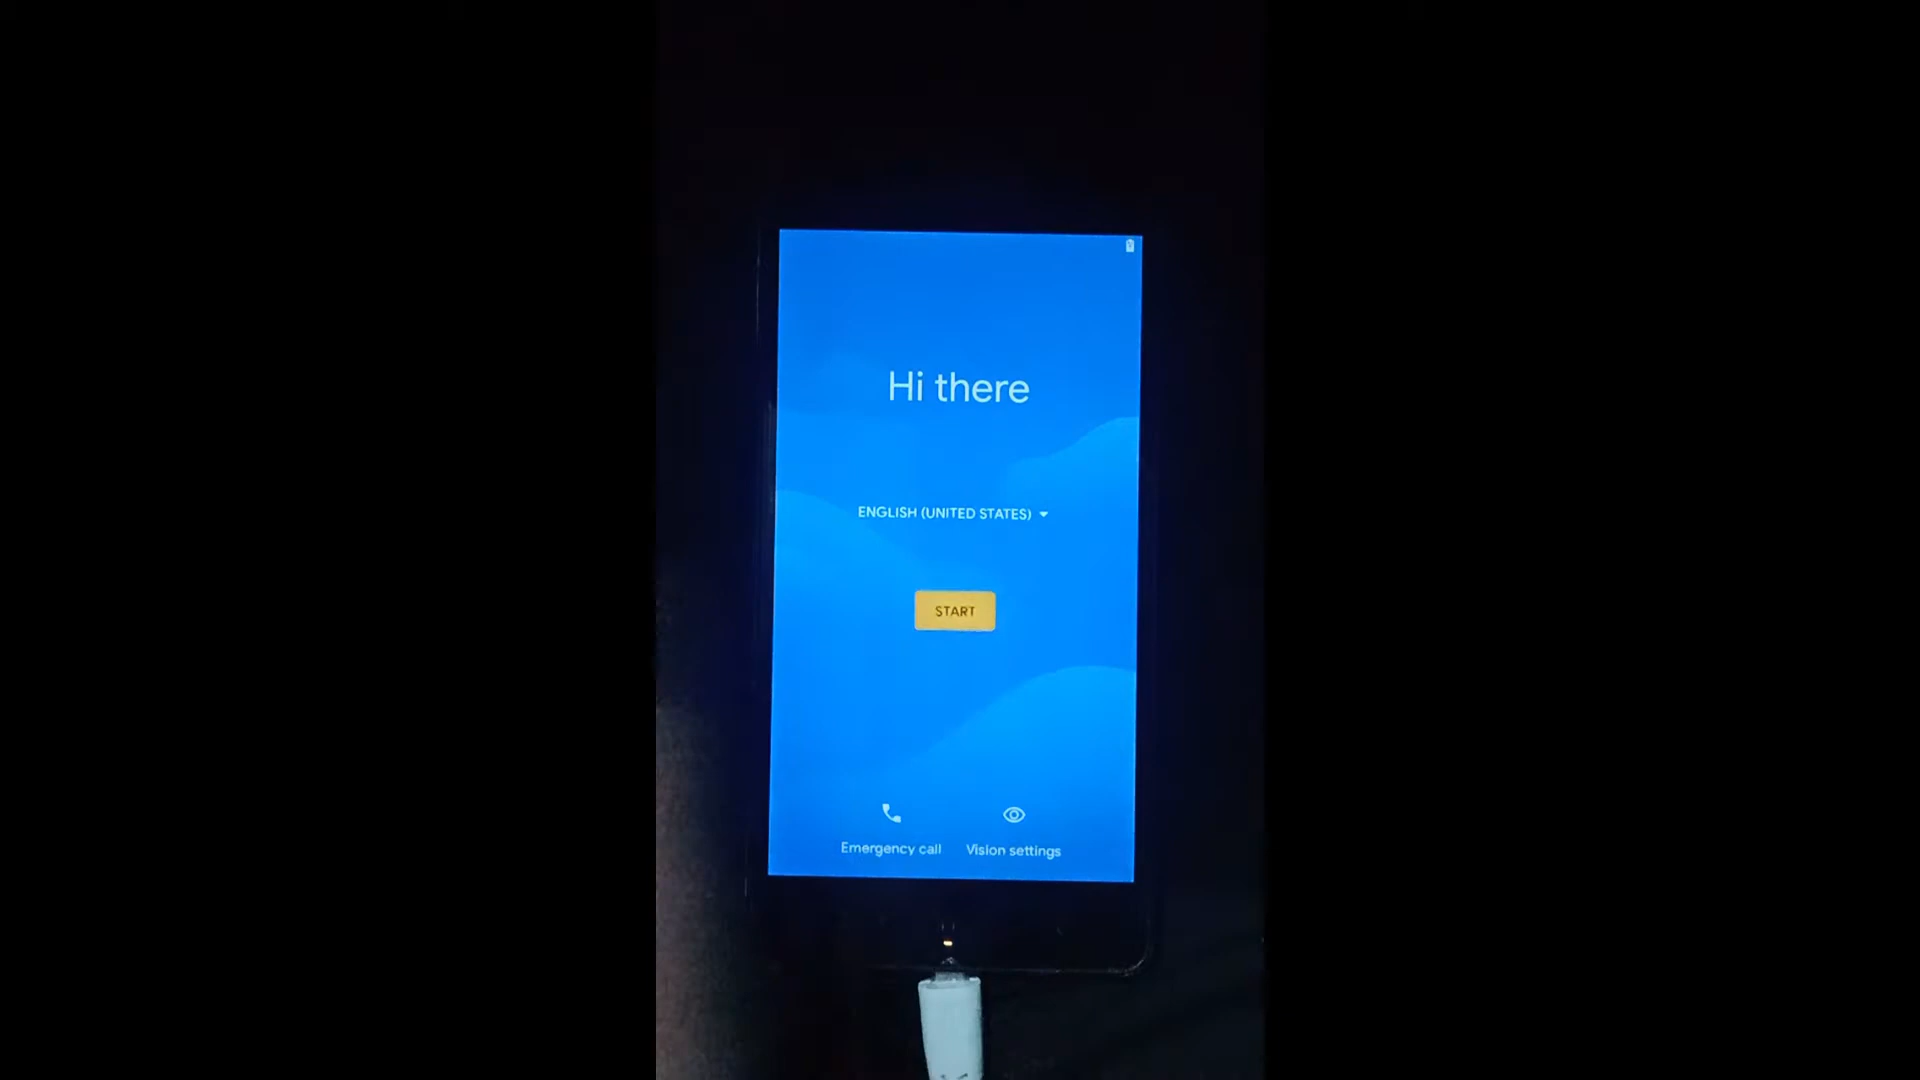 Hi there
ENGLISH (UNITED STATES)
START
Emergency call
Vision settings